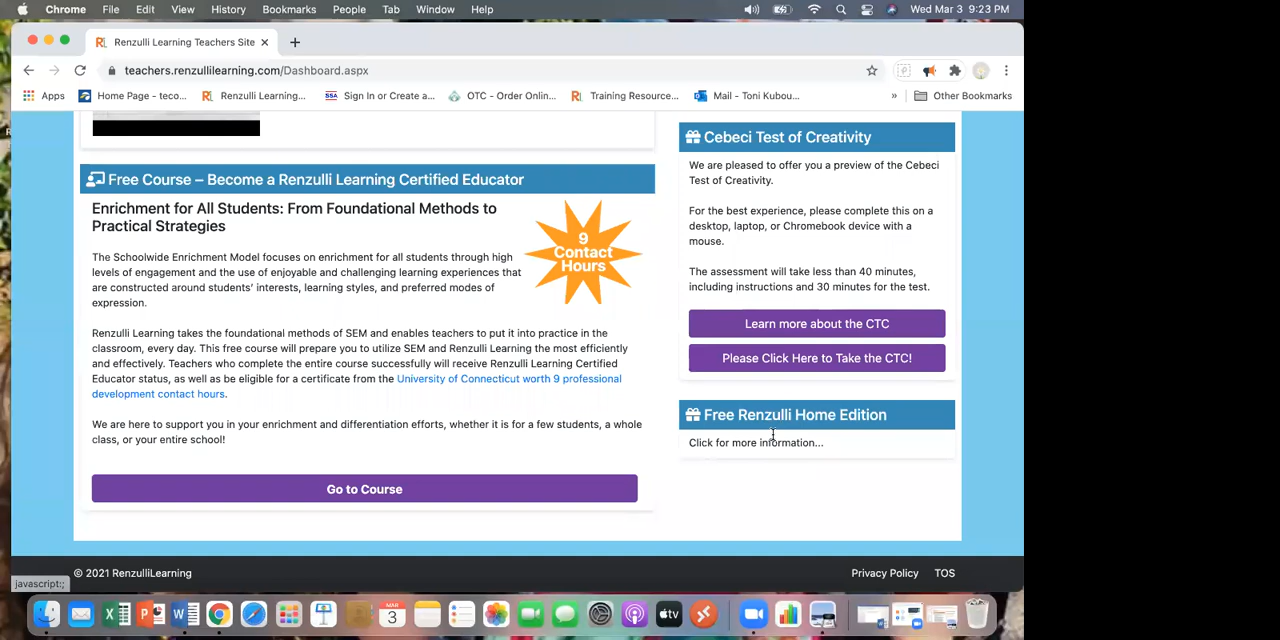 Chrome File Edit View History Bookmarks People Tab Window Help Wed Mar 3 9:23 PM
Renzulli Learning Teachers Site
teachers.renzullilearning.com/Dashboard.aspx
Apps Home Page - teco... Renzulli Learning... SSA Sign In or Create a... OTC - Order Onlin... Training Resource... Mail - Toni Kubou... » Other Bookmarks
Free Course – Become a Renzulli Learning Certified Educator
Enrichment for All Students: From Foundational Methods to
Practical Strategies
9
Contact
Hours
The Schoolwide Enrichment Model focuses on enrichment for all students through high
levels of engagement and the use of enjoyable and challenging learning experiences that
are constructed around students' interests, learning styles, and preferred modes of
expression.
Renzulli Learning takes the foundational methods of SEM and enables teachers to put it into practice in the
classroom, every day. This free course will prepare you to utilize SEM and Renzulli Learning the most efficiently
and effectively. Teachers who complete the entire course successfully will receive Renzulli Learning Certified
Educator status, as well as be eligible for a certificate from the University of Connecticut worth 9 professional
development contact hours.
We are here to support you in your enrichment and differentiation efforts, whether it is for a few students, a whole
class, or your entire school!
Go to Course
Cebeci Test of Creativity
We are pleased to offer you a preview of the Cebeci
Test of Creativity.
For the best experience, please complete this on a
desktop, laptop, or Chromebook device with a
mouse.
The assessment will take less than 40 minutes,
including instructions and 30 minutes for the test.
Learn more about the CTC
Please Click Here to Take the CTC!
Free Renzulli Home Edition
Click for more information...
© 2021 RenzulliLearning Privacy Policy TOS
javascript:;
MAR
3
tv